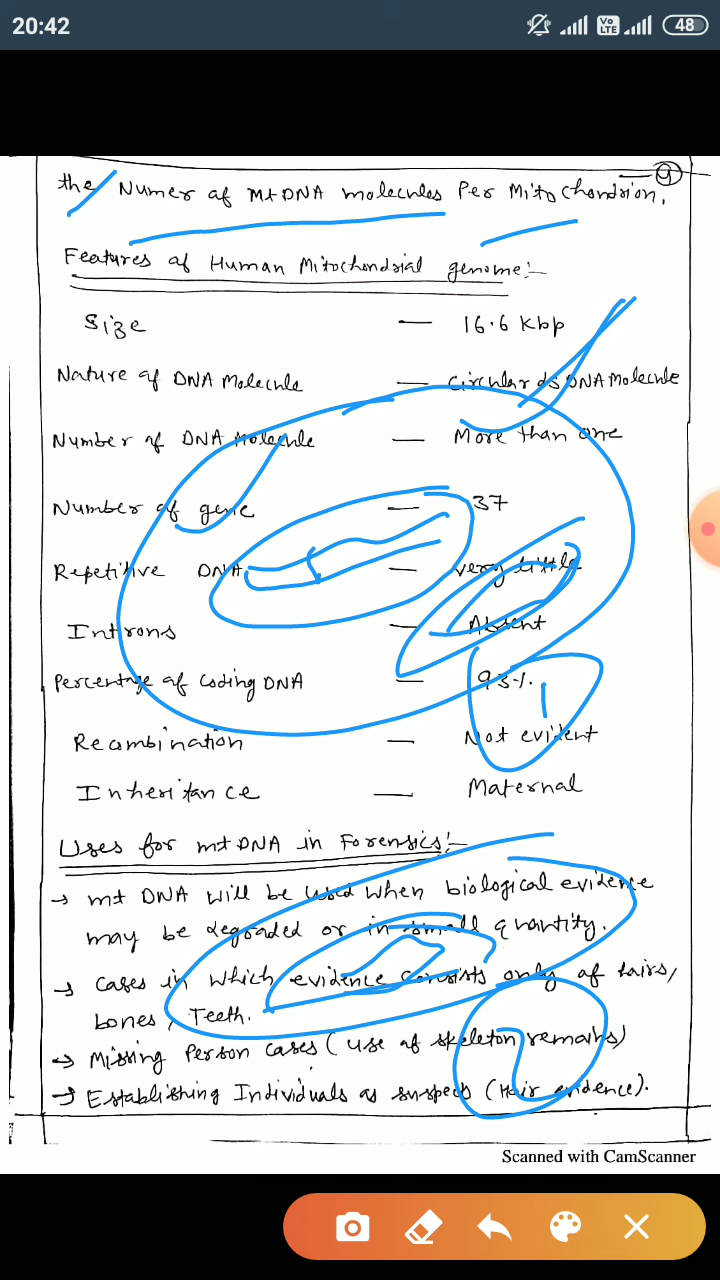 20:42
Vo LTE
48
9
the Numer of mtDNA molecules Per Mitochondrion.
Features of Human Mitochondrial genome:-
Size — 16.6 Kbp
Nature of DNA Molecule — Circular ds DNA Molecule
Number of DNA Molecule — More than one
Number of gene — 37
Repetitive DNA — very little
Introns — Absent
Percentage of Coding DNA — 93%.
Recombination — Not evident
Inheritance — Maternal
Uses for mtDNA in Forensics:-
→ mt DNA will be used when biological evidence
may be degraded or in small quantity.
→ Cases in which evidence consists only of hairs,
bones, Teeth.
→ Missing Person cases (use of skeleton remains)
→ Establishing Individuals as suspects (Hair evidence).
1
2
Scanned with CamScanner